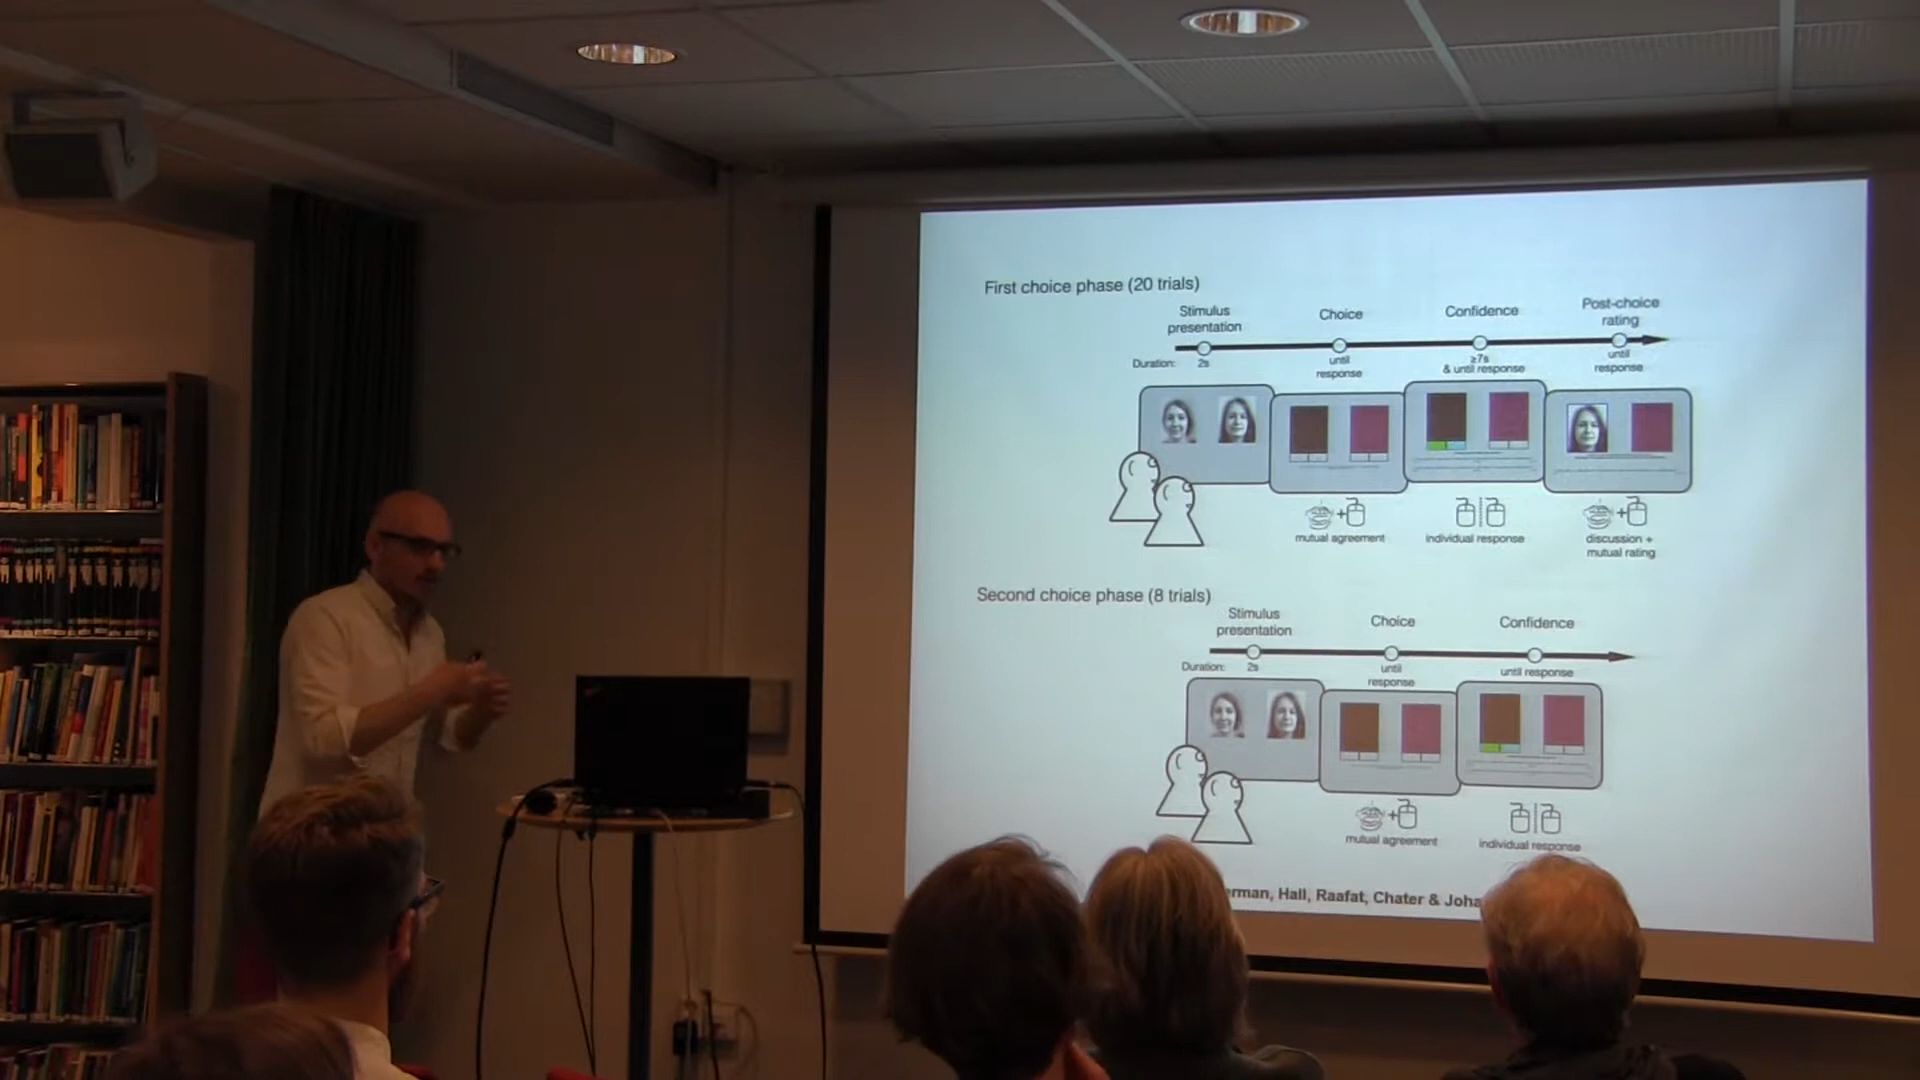 First choice phase (20 trials)
Stimulus
presentation
Choice
Confidence
Post-choice
rating
Duration:
2s
until
response
≥7s
& until response
until
response
mutual agreement
individual response
discussion +
mutual rating
Second choice phase (8 trials)
Stimulus
presentation
Choice
Confidence
Duration:
2s
until
response
until response
mutual agreement
individual response
Hall, Raafat, Chater &